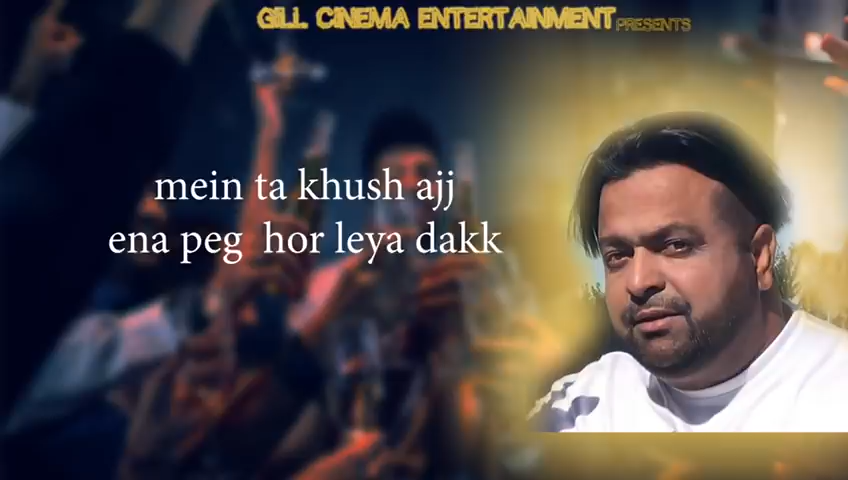 GILL CINEMA ENTERTAINMENT PRESENTS
mein ta khush ajj
ena peg hor leya dakk